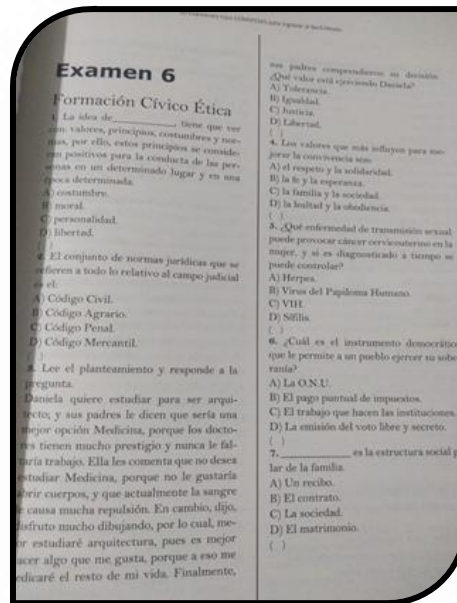 Examen 6
Formación Cívico Ética
1. La idea de__________, tiene que ver
con: valores, principios, costumbres y nor-
mas, por ello, estos principios se conside-
ran positivos para la conducta de las per-
sonas en un determinado lugar y en una
época determinada.
A) costumbre.
B) moral.
C) personalidad.
D) libertad.
( )
2. El conjunto de normas jurídicas que se
refieren a todo lo relativo al campo judicial
es el:
A) Código Civil.
B) Código Agrario.
C) Código Penal.
D) Código Mercantil.
( )
3. Lee el planteamiento y responde a la
pregunta.
Daniela quiere estudiar para ser arqui-
tecto; y sus padres le dicen que sería una
mejor opción Medicina, porque los docto-
res tienen mucho prestigio y nunca le fal-
taría trabajo. Ella les comenta que no desea
estudiar Medicina, porque no le gustaría
abrir cuerpos, y que actualmente la sangre
le causa mucha repulsión. En cambio, dijo,
disfruto mucho dibujando, por lo cual, me-
jor estudiaré arquitectura, pues es mejor
hacer algo que me gusta, porque a eso me
dedicaré el resto de mi vida. Finalmente,
sus padres comprendieron su decisión.
¿Qué valor está ejerciendo Daniela?
A) Tolerancia.
B) Igualdad.
C) Justicia.
D) Libertad.
( )
4. Los valores que más influyen para me-
jorar la convivencia son:
A) el respeto y la solidaridad.
B) la fe y la esperanza.
C) la familia y la sociedad.
D) la lealtad y la obediencia.
( )
5. ¿Qué enfermedad de transmisión sexual
puede provocar cáncer cervicouterino en la
mujer, y si es diagnosticado a tiempo se
puede controlar?
A) Herpes.
B) Virus del Papiloma Humano.
C) VIH.
D) Sífilis.
( )
6. ¿Cuál es el instrumento democrático
que le permite a un pueblo ejercer su sobe
ranía?
A) La O.N.U.
B) El pago puntual de impuestos.
C) El trabajo que hacen las instituciones.
D) La emisión del voto libre y secreto.
( )
7.__________ es la estructura social p
lar de la familia.
A) Un recibo.
B) El contrato.
C) La sociedad.
D) El matrimonio.
( )